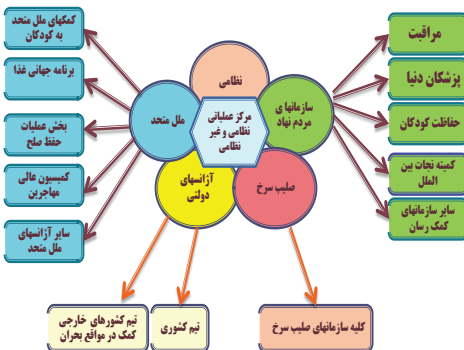 نظامی
سازمانهای
مردم نهاد
صلیب سرخ
آژانسهای
دولتی
ملل متحد
مرکز عملیاتی
نظامی و غیر
نظامی
مراقبت
پزشکان دنیا
حفاظت کودکان
کمیته نجات بین
الملل
سایر سازمانهای
کمک رسان
کمکهای ملل متحد
به کودکان
برنامه جهانی غذا
بخش عملیات
حفظ صلح
کمیسیون عالی
مهاجرین
سایر آژانسهای
ملل متحد
کلیه سازمانهای صلیب سرخ
تیم کشوری
تیم کشورهای خارجی
کمک در مواقع بحران